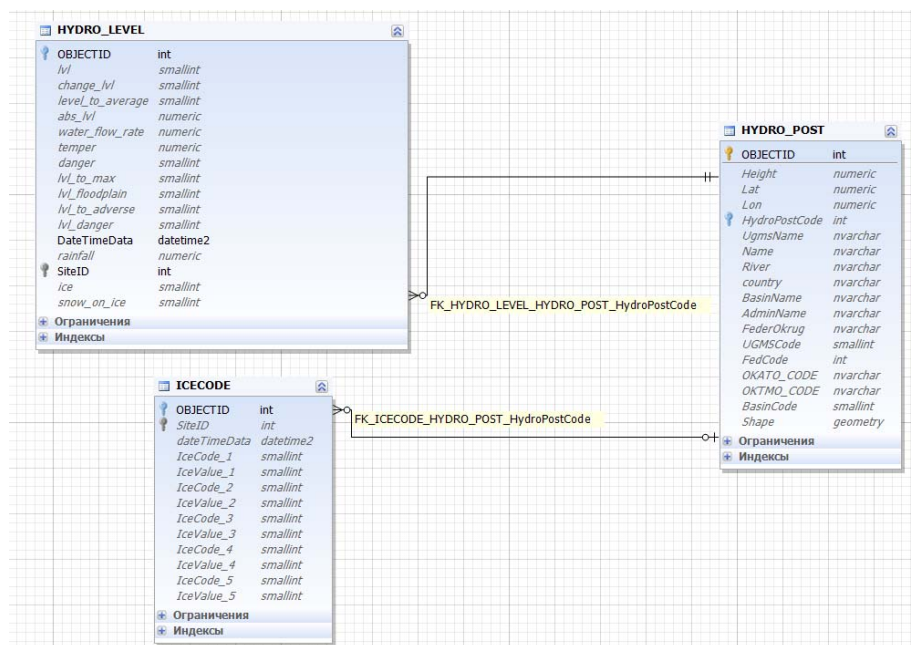 HYDRO_LEVEL
OBJECTID int
lvl smallint
change_lvl smallint
level_to_average smallint
abs_lvl numeric
water_flow_rate numeric
temper numeric
danger smallint
lvl_to_max smallint
lvl_floodplain smallint
lvl_to_adverse smallint
lvl_danger smallint
DateTimeData datetime2
rainfall numeric
SiteID int
ice smallint
snow_on_ice smallint
Ограничения
Индексы
HYDRO_POST
OBJECTID int
Height numeric
Lat numeric
Lon numeric
HydroPostCode int
UgmsName nvarchar
Name nvarchar
River nvarchar
country nvarchar
BasinName nvarchar
AdminName nvarchar
FederOkrug nvarchar
UGMSCode smallint
FedCode int
OKATO_CODE nvarchar
OKTMO_CODE nvarchar
BasinCode smallint
Shape geometry
Ограничения
Индексы
FK_HYDRO_LEVEL_HYDRO_POST_HydroPostCode
ICECODE
OBJECTID int
SiteID int
dateTimeData datetime2
IceCode_1 smallint
IceValue_1 smallint
IceCode_2 smallint
IceValue_2 smallint
IceCode_3 smallint
IceValue_3 smallint
IceCode_4 smallint
IceValue_4 smallint
IceCode_5 smallint
IceValue_5 smallint
Ограничения
Индексы
FK_ICECODE_HYDRO_POST_HydroPostCode